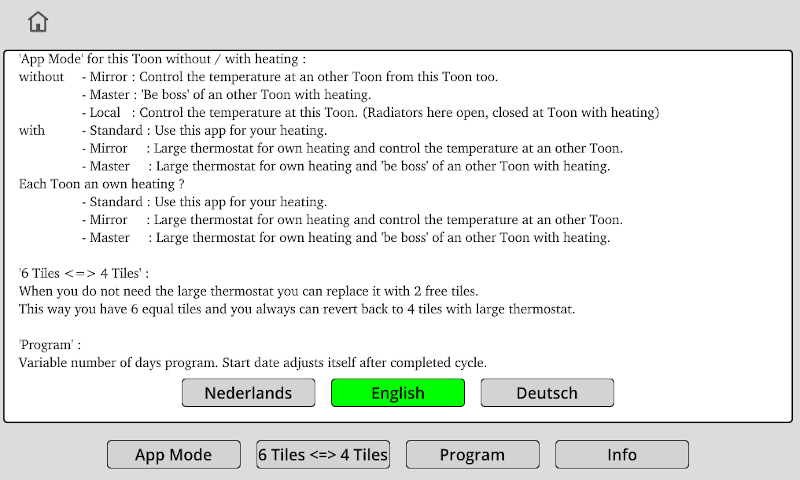 'App Mode' for this Toon without / with heating :
without - Mirror : Control the temperature at an other Toon from this Toon too.
- Master : 'Be boss' of an other Toon with heating.
- Local : Control the temperature at this Toon. (Radiators here open, closed at Toon with heating)
with - Standard : Use this app for your heating.
- Mirror : Large thermostat for own heating and control the temperature at an other Toon.
- Master : Large thermostat for own heating and 'be boss' of an other Toon with heating.
Each Toon an own heating ?
- Standard : Use this app for your heating.
- Mirror : Large thermostat for own heating and control the temperature at an other Toon.
- Master : Large thermostat for own heating and 'be boss' of an other Toon with heating.
'6 Tiles <=> 4 Tiles' :
When you do not need the large thermostat you can replace it with 2 free tiles.
This way you have 6 equal tiles and you always can revert back to 4 tiles with large thermostat.
'Program' :
Variable number of days program. Start date adjusts itself after completed cycle.
Nederlands English Deutsch
App Mode 6 Tiles <=> 4 Tiles Program Info